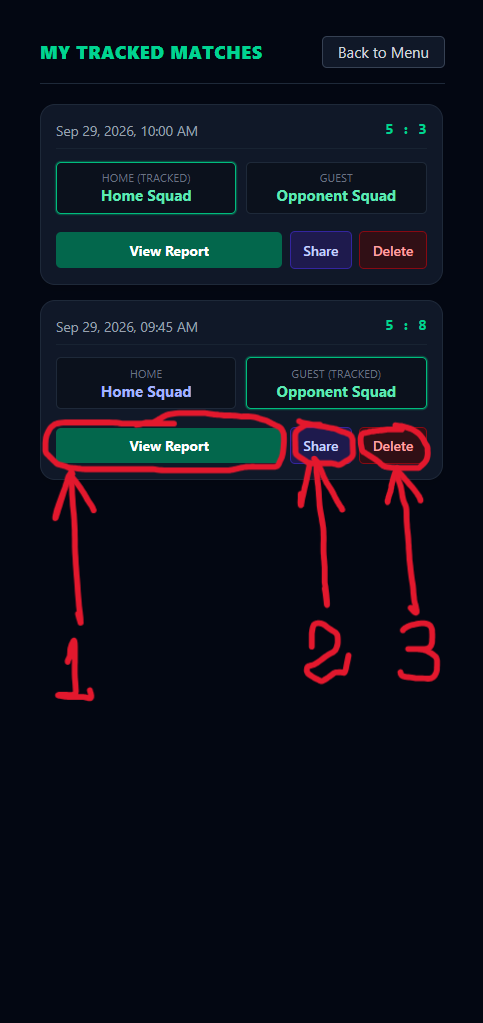 MY TRACKED MATCHES
Back to Menu
Sep 29, 2026, 10:00 AM
5 : 3
HOME (TRACKED)
Home Squad
GUEST
Opponent Squad
View Report
Share
Delete
Sep 29, 2026, 09:45 AM
5 : 8
HOME
Home Squad
GUEST (TRACKED)
Opponent Squad
View Report
Share
Delete
1
2
3